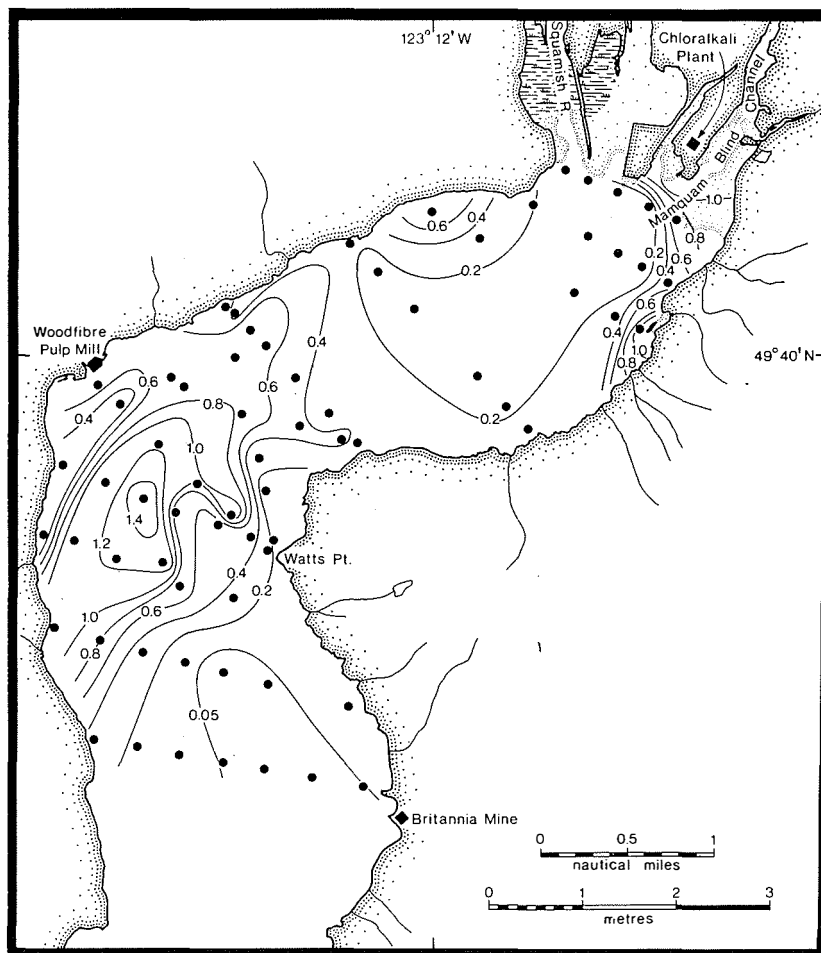 123° 12' W
Squamish R.
Chloralkali
Plant
Channel
Blind
Mamquam
1.0
0.8
0.6
0.4
0.2
0.6
0.4
0.2
0.6
0.4
1.0
0.8
49° 40' N
0.2
Woodfibre
Pulp Mill
0.4
0.6
0.6
0.4
0.8
1.0
1.4
1.2
Watts Pt.
0.4
0.2
1.0
0.6
0.8
0.05
Britannia Mine
0 0.5 1
nautical miles
0 1 2 3
metres